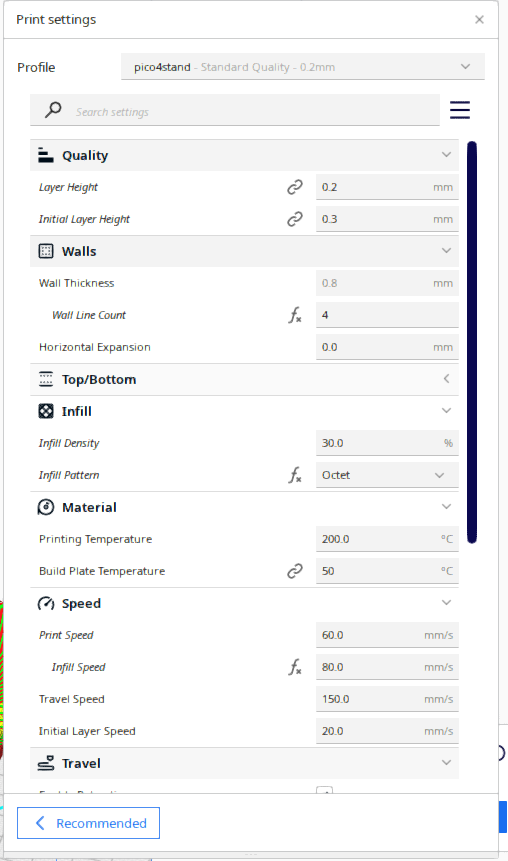 Print settings
Profile pico4stand - Standard Quality - 0.2mm
Search settings
Quality
Layer Height 0.2 mm
Initial Layer Height 0.3 mm
Walls
Wall Thickness 0.8 mm
Wall Line Count 4
Horizontal Expansion 0.0 mm
Top/Bottom
Infill
Infill Density 30.0 %
Infill Pattern Octet
Material
Printing Temperature 200.0 °C
Build Plate Temperature 50 °C
Speed
Print Speed 60.0 mm/s
Infill Speed 80.0 mm/s
Travel Speed 150.0 mm/s
Initial Layer Speed 20.0 mm/s
Travel
Recommended